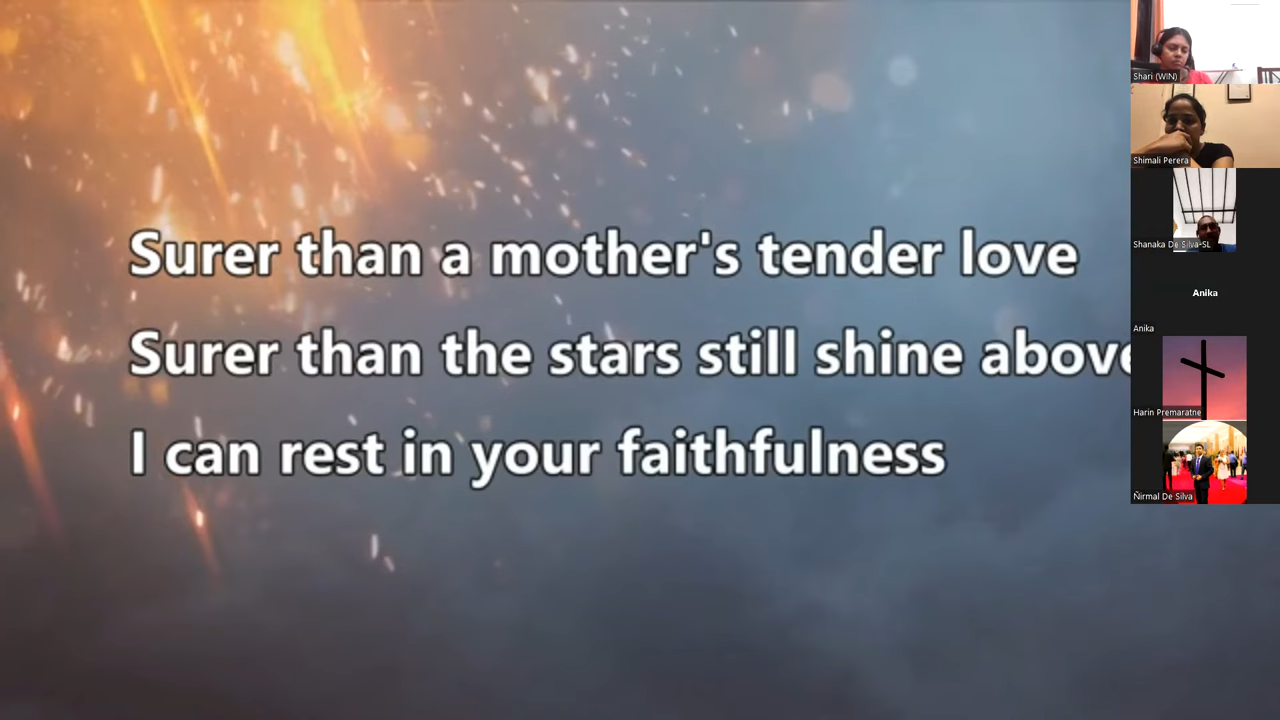 Surer than a mother's tender love
Surer than the stars still shine above
I can rest in your faithfulness
Shari (WIN)
Shimali Perera
Shanaka De Silva-SL
Anika
Anika
Harin Premaratne
Ñirmal De Silva